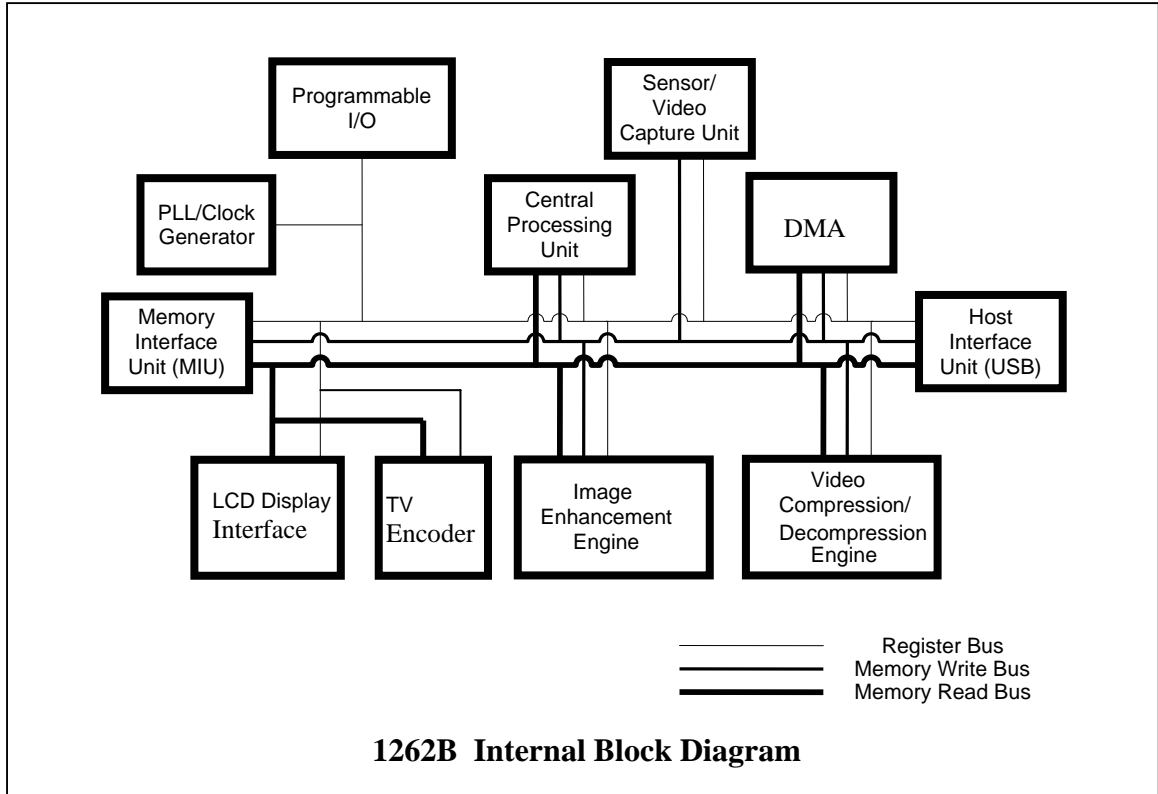 Programmable
I/O
Sensor/
Video
Capture Unit
PLL/Clock
Generator
Central
Processing
Unit
DMA
Memory
Interface
Unit (MIU)
Host
Interface
Unit (USB)
LCD Display
Interface
TV
Encoder
Image
Enhancement
Engine
Video
Compression/
Decompression
Engine
Register Bus
Memory Write Bus
Memory Read Bus
1262B Internal Block Diagram